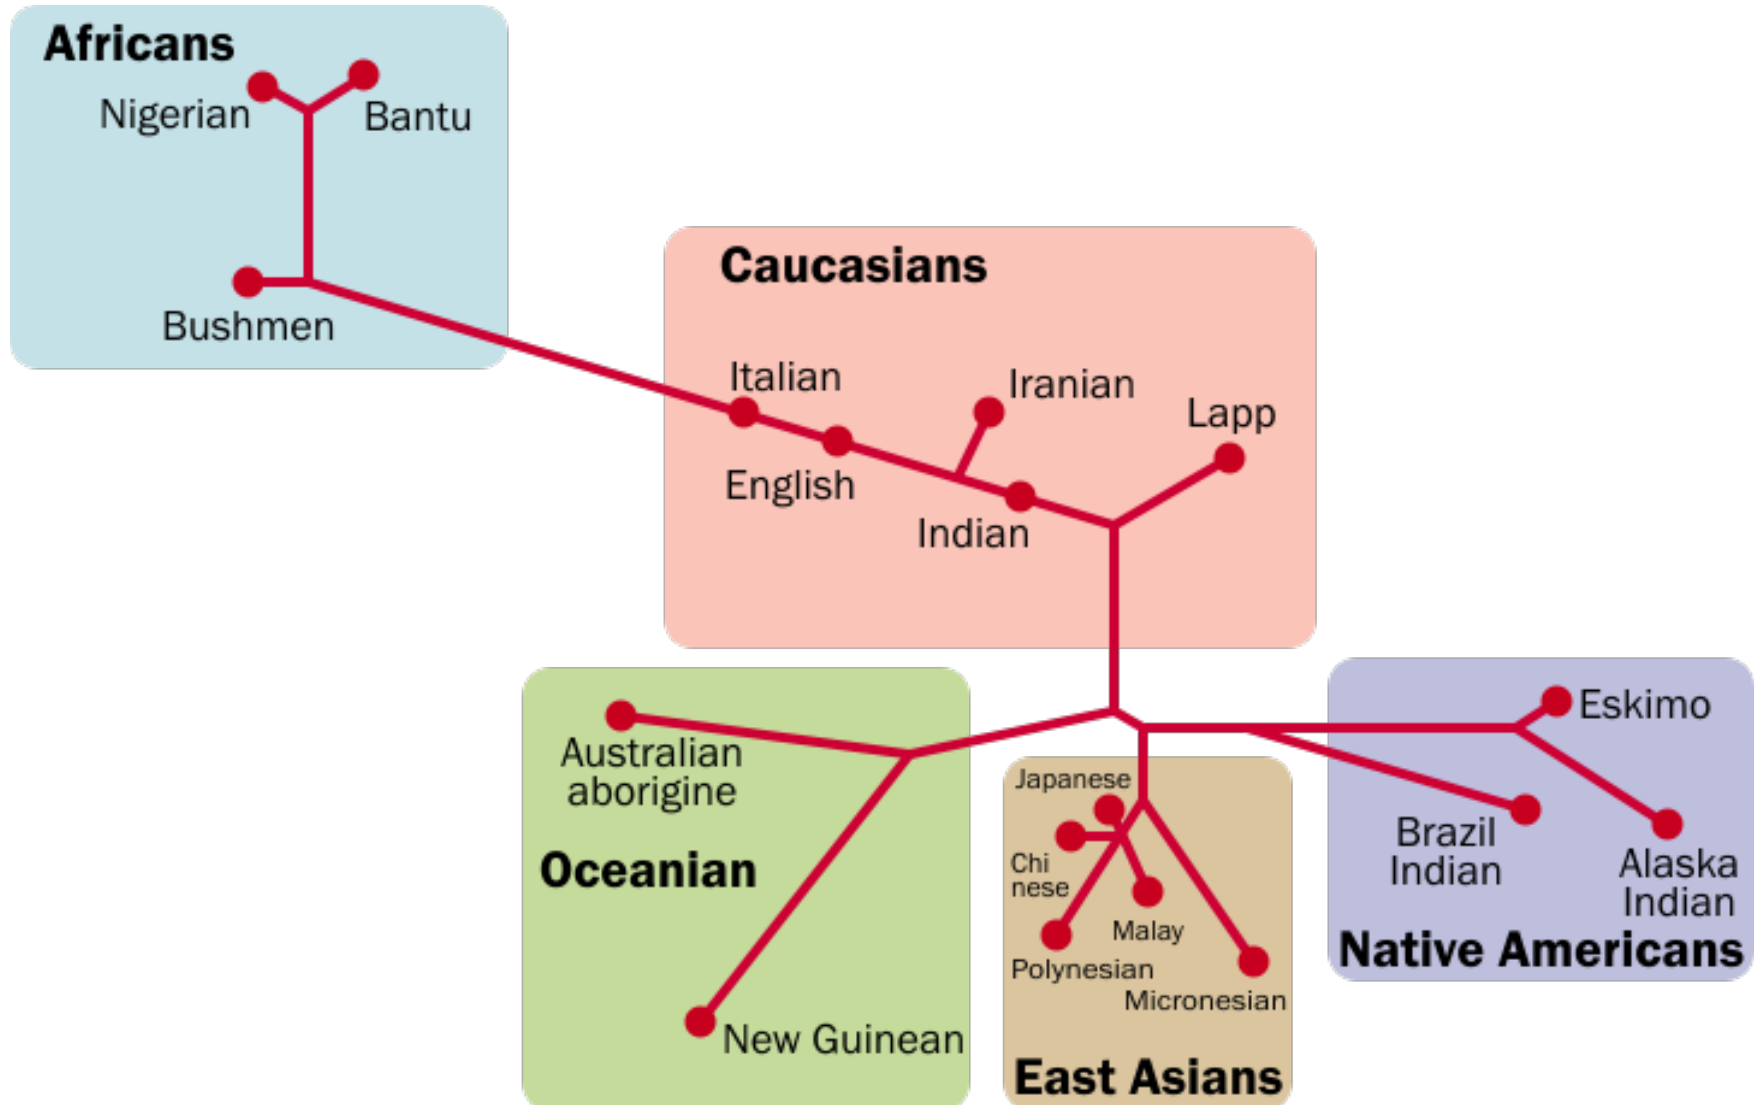 Africans
Nigerian
Bantu
Bushmen
Caucasians
Italian
Iranian
Lapp
English
Indian
Australian
aborigine
Oceanian
New Guinean
Japanese
Chi
nese
Malay
Polynesian
Micronesian
East Asians
Eskimo
Brazil
Indian
Alaska
Indian
Native Americans